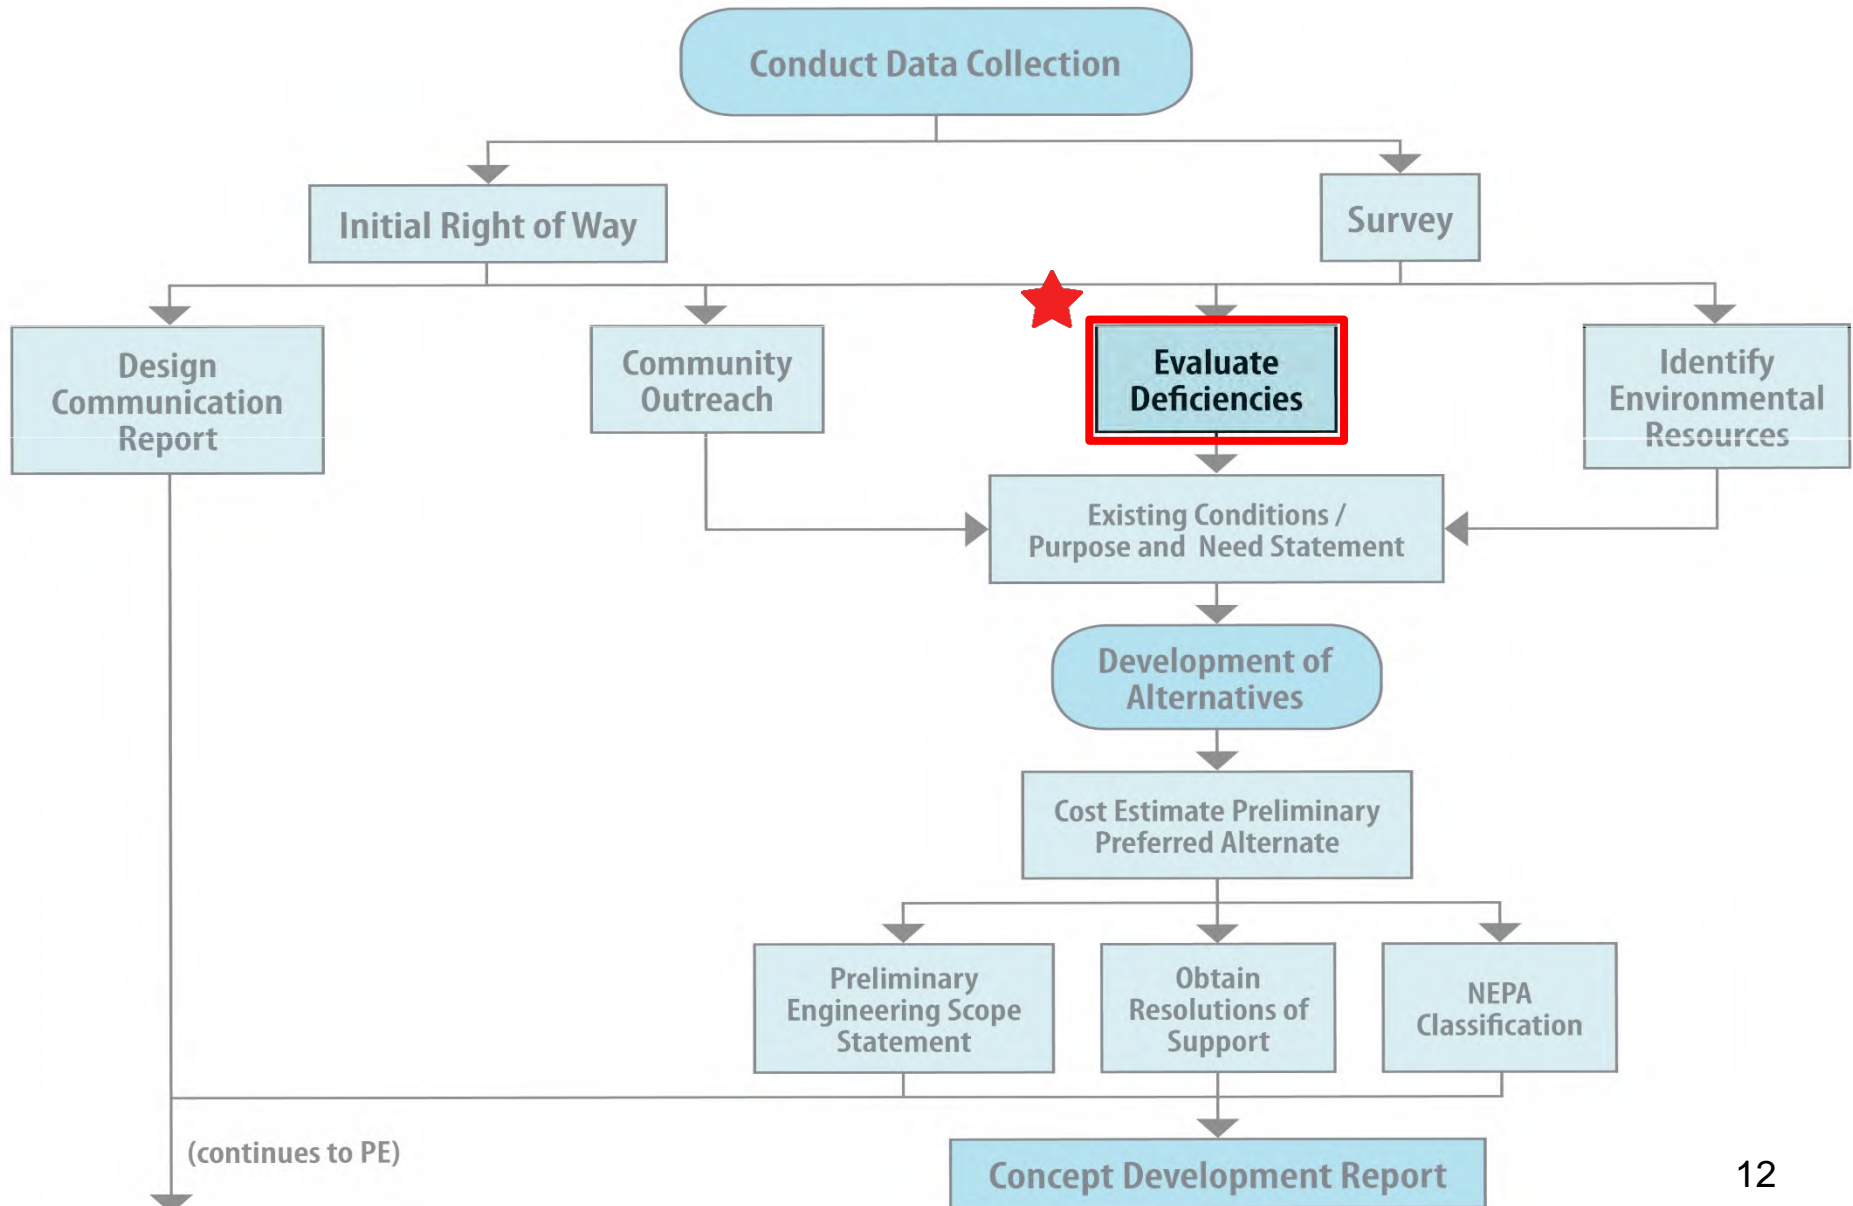 Conduct Data Collection
Initial Right of Way
Survey
Design
Communication
Report
Community
Outreach
Evaluate
Deficiencies
Identify
Environmental
Resources
Existing Conditions /
Purpose and Need Statement
Development of
Alternatives
Cost Estimate Preliminary
Preferred Alternate
Preliminary
Engineering Scope
Statement
Obtain
Resolutions of
Support
NEPA
Classification
(continues to PE)
Concept Development Report
12